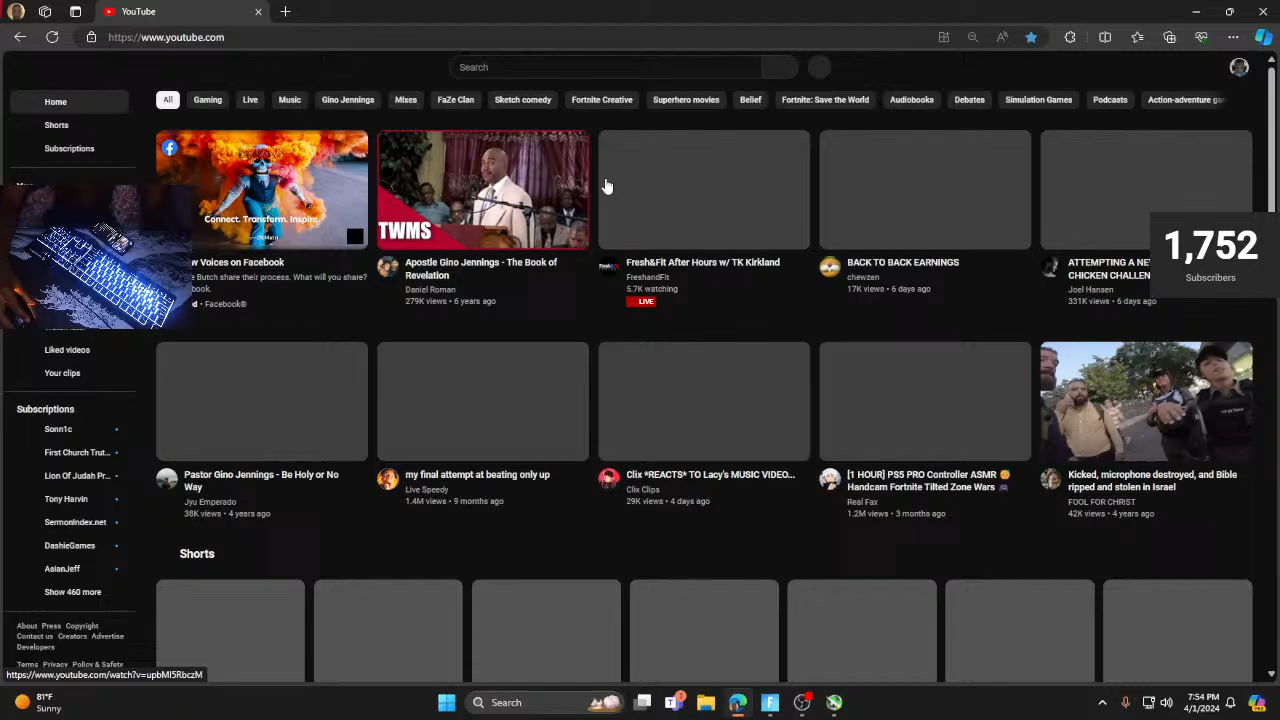 YouTube
https://www.youtube.com
Search
Home
Shorts
Subscriptions
All
Gaming
Live
Music
Gino Jennings
Mixes
FaZe Clan
Sketch comedy
Fortnite Creative
Superhero movies
Belief
Fortnite: Save the World
Audiobooks
Debates
Simulation Games
Podcasts
Action-adventure ga
Connect. Transform. Inspire.
TWMS
w Voices on Facebook
e Butch share their process. What will you share?
d • Facebook®
Apostle Gino Jennings - The Book of
Revelation
Daniel Roman
279K views • 6 years ago
Fresh&Fit After Hours w/ TK Kirkland
FreshandFit
5.7K watching
LIVE
BACK TO BACK EARNINGS
chewzen
17K views • 6 days ago
ATTEMPTING A NE
CHICKEN CHALLEN
Joel Hansen
331K views • 6 days ago
1,752
Subscribers
Liked videos
Your clips
Subscriptions
Sonn1c
First Church Trut...
Lion Of Judah Pr...
Tony Harvin
SermonIndex.net
DashieGames
AsianJeff
Show 460 more
Pastor Gino Jennings - Be Holy or No
Way
Jyu Emperado
38K views • 4 years ago
my final attempt at beating only up
Live Speedy
1.4M views • 9 months ago
Clix *REACTS* TO Lacy's MUSIC VIDEO...
Clix Clips
29K views • 4 days ago
[1 HOUR] PS5 PRO Controller ASMR 😴
Handcam Fortnite Tilted Zone Wars 🎮
Real Fax
1.2M views • 3 months ago
Kicked, microphone destroyed, and Bible
ripped and stolen in Israel
FOOL FOR CHRIST
42K views • 4 years ago
Shorts
About Press Copyright
Contact us Creators Advertise
Developers
Terms Privacy Policy & Safety
https://www.youtube.com/watch?v=upbMI5RbczM
81°F
Sunny
Search
7:54 PM
4/3/2024